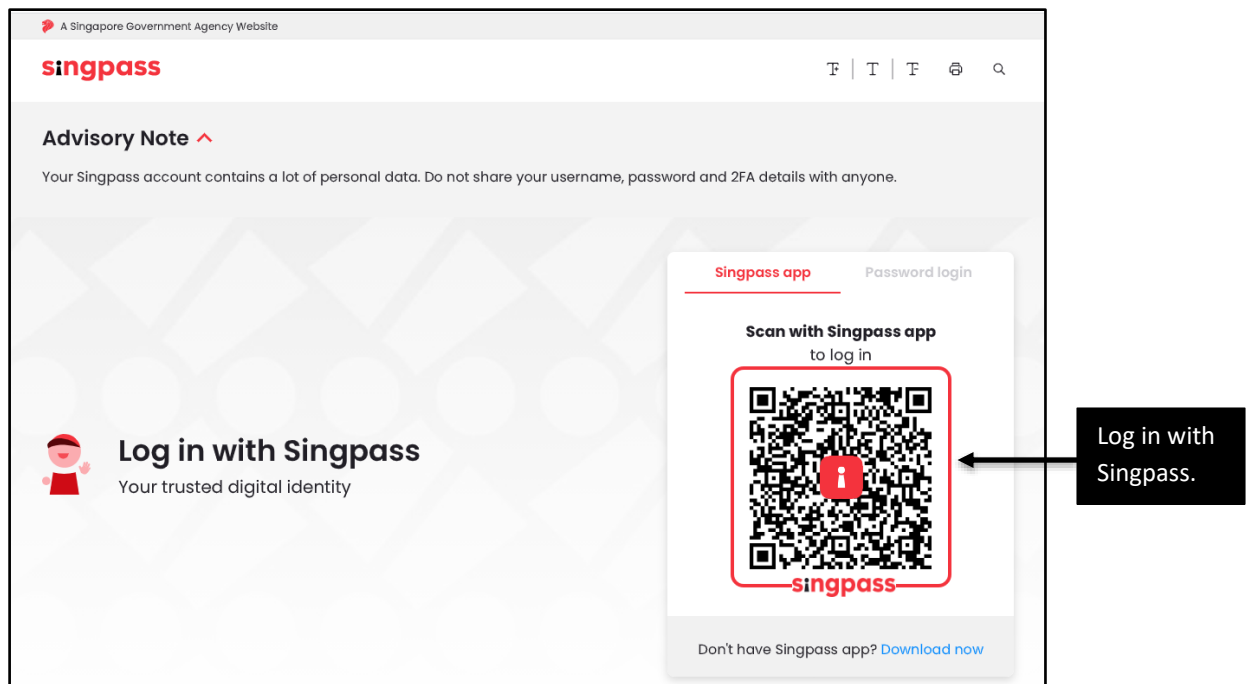 A Singapore Government Agency Website
singpass
T+ | T | T-
Advisory Note
Your Singpass account contains a lot of personal data. Do not share your username, password and 2FA details with anyone.
Singpass app Password login
Scan with Singpass app
to log in
Log in with Singpass
Your trusted digital identity
singpass
Don't have Singpass app? Download now
Log in with
Singpass.